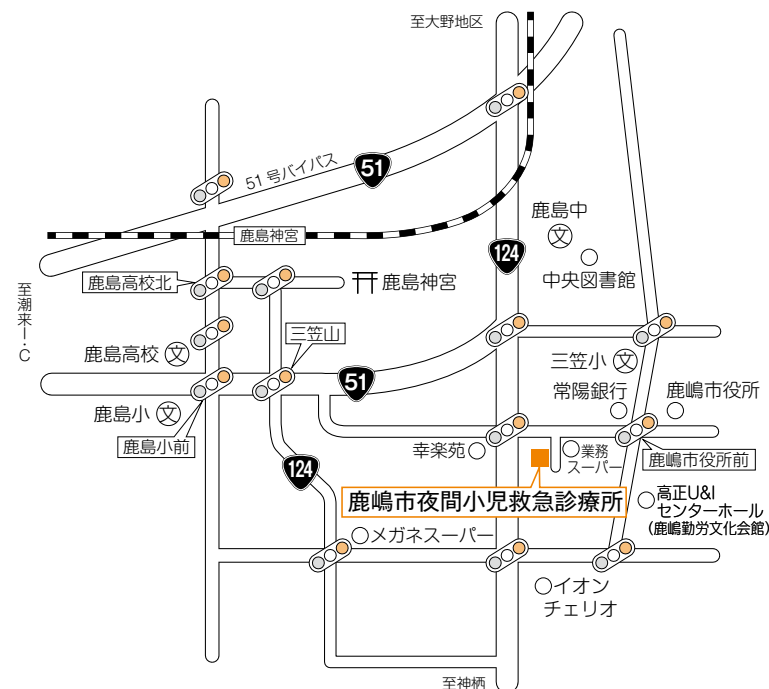 至大野地区
51号バイパス
51
鹿島神宮
鹿島中
文
124
中央図書館
鹿島高校北
鹿島神宮
至潮来I・C
三笠山
鹿島高校 文
51
三笠小 文
鹿島小 文
常陽銀行
鹿嶋市役所
鹿島小前
幸楽苑
業務
スーパー
鹿嶋市役所前
124
鹿嶋市夜間小児救急診療所
高正U&I
センターホール
(鹿嶋勤労文化会館)
メガネスーパー
イオン
チェリオ
至神栖